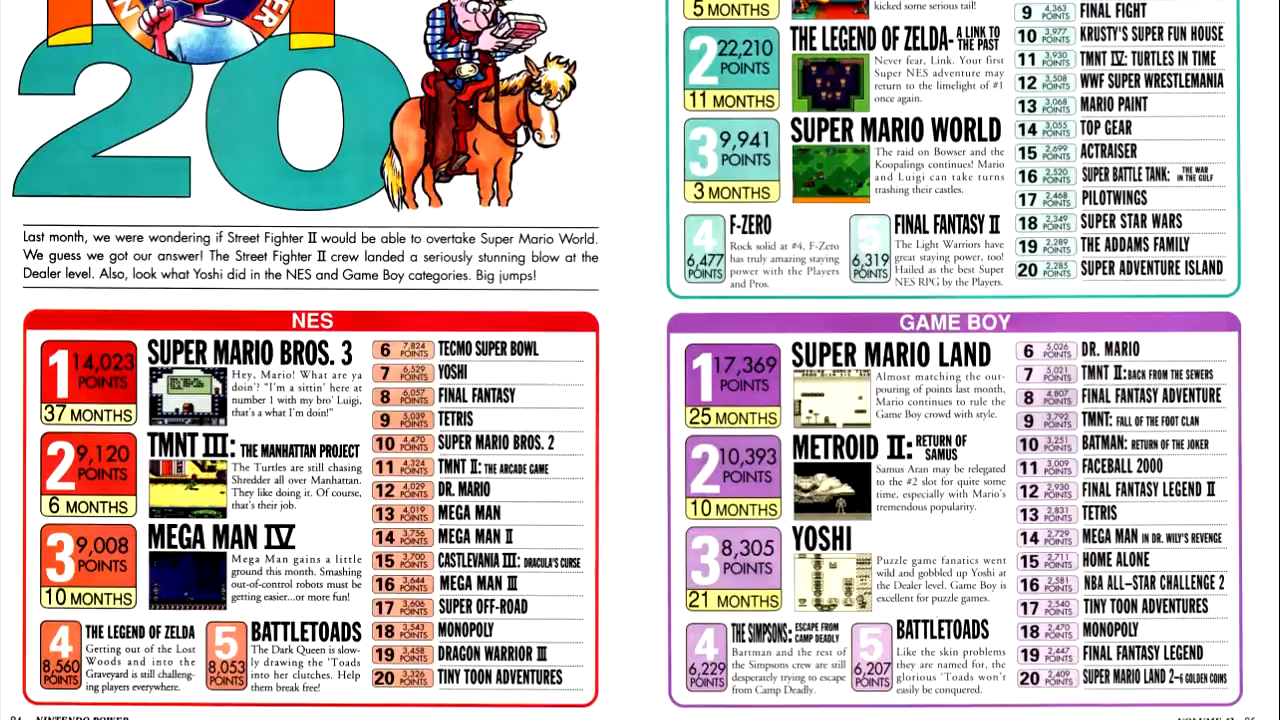 20
Last month, we were wondering if Street Fighter II would be able to overtake Super Mario World.
We guess we got our answer! The Street Fighter II crew landed a seriously stunning blow at the
Dealer level. Also, look what Yoshi did in the NES and Game Boy categories. Big jumps!
5 MONTHS
kicked some serious tail!
2 22,210 POINTS
11 MONTHS
THE LEGEND OF ZELDA- A LINK TO THE PAST
Never fear, Link. Your first
Super NES adventure may
return to the limelight of #1
once again.
3 9,941 POINTS
3 MONTHS
SUPER MARIO WORLD
The raid on Bowser and the
Koopalings continues! Mario
and Luigi can take turns
trashing their castles.
4 6,477 POINTS
F-ZERO
Rock solid at #4, F-Zero
has truly amazing staying
power with the Players
and Pros.
5 6,319 POINTS
FINAL FANTASY II
The Light Warriors have
great staying power, too!
Hailed as the best Super
NES RPG by the Players.
9 4,363 POINTS FINAL FIGHT
10 3,977 POINTS KRUSTY'S SUPER FUN HOUSE
11 3,930 POINTS TMNT IV: TURTLES IN TIME
12 3,508 POINTS WWF SUPER WRESTLEMANIA
13 3,068 POINTS MARIO PAINT
14 3,055 POINTS TOP GEAR
15 2,699 POINTS ACTRAISER
16 2,520 POINTS SUPER BATTLE TANK: THE WAR IN THE GULF
17 2,468 POINTS PILOTWINGS
18 2,349 POINTS SUPER STAR WARS
19 2,289 POINTS THE ADDAMS FAMILY
20 2,285 POINTS SUPER ADVENTURE ISLAND
NES
1 14,023 POINTS
37 MONTHS
SUPER MARIO BROS. 3
Hey, Mario! What are ya
doin'? "I'm a sittin' here at
number 1 with my bro' Luigi,
that's a what I'm doin!"
2 9,120 POINTS
6 MONTHS
TMNT III: THE MANHATTAN PROJECT
The Turtles are still chasing
Shredder all over Manhattan.
They like doing it. Of course,
that's their job.
3 9,008 POINTS
10 MONTHS
MEGA MAN IV
Mega Man gains a little
ground this month. Smashing
out-of-control robots must be
getting easier...or more fun!
4 8,560 POINTS
THE LEGEND OF ZELDA
Getting out of the Lost
Woods and into the
Graveyard is still challeng-
ing players everywhere.
5 8,053 POINTS
BATTLETOADS
The Dark Queen is slow-
ly drawing the 'Toads
into her clutches. Help
them break free!
6 7,824 POINTS TECMO SUPER BOWL
7 6,529 POINTS YOSHI
8 6,057 POINTS FINAL FANTASY
9 5,039 POINTS TETRIS
10 4,470 POINTS SUPER MARIO BROS. 2
11 4,324 POINTS TMNT II: THE ARCADE GAME
12 4,029 POINTS DR. MARIO
13 4,019 POINTS MEGA MAN
14 3,756 POINTS MEGA MAN II
15 3,700 POINTS CASTLEVANIA III: DRACULA'S CURSE
16 3,644 POINTS MEGA MAN III
17 3,606 POINTS SUPER OFF-ROAD
18 3,543 POINTS MONOPOLY
19 3,458 POINTS DRAGON WARRIOR III
20 3,326 POINTS TINY TOON ADVENTURES
GAME BOY
1 17,369 POINTS
25 MONTHS
SUPER MARIO LAND
Almost matching the out-
pouring of points last month,
Mario continues to rule the
Game Boy crowd with style.
2 10,393 POINTS
10 MONTHS
METROID II: RETURN OF SAMUS
Samus Aran may be relegated
to the #2 slot for quite some
time, especially with Mario's
tremendous popularity.
3 8,305 POINTS
21 MONTHS
YOSHI
Puzzle game fanatics went
wild and gobbled up Yoshi at
the Dealer level. Game Boy is
excellent for puzzle games.
4 6,229 POINTS
THE SIMPSONS: ESCAPE FROM CAMP DEADLY
Bartman and the rest of
the Simpsons crew are still
desperately trying to escape
from Camp Deadly.
5 6,207 POINTS
BATTLETOADS
Like the skin problems
they are named for, the
glorious 'Toads won't
easily be conquered.
6 5,026 POINTS DR. MARIO
7 5,021 POINTS TMNT II: BACK FROM THE SEWERS
8 4,807 POINTS FINAL FANTASY ADVENTURE
9 3,792 POINTS TMNT: FALL OF THE FOOT CLAN
10 3,251 POINTS BATMAN: RETURN OF THE JOKER
11 3,009 POINTS FACEBALL 2000
12 2,930 POINTS FINAL FANTASY LEGEND II
13 2,831 POINTS TETRIS
14 2,729 POINTS MEGA MAN IN DR. WILY'S REVENGE
15 2,711 POINTS HOME ALONE
16 2,581 POINTS NBA ALL-STAR CHALLENGE 2
17 2,540 POINTS TINY TOON ADVENTURES
18 2,470 POINTS MONOPOLY
19 2,447 POINTS FINAL FANTASY LEGEND
20 2,409 POINTS SUPER MARIO LAND 2-6 GOLDEN COINS
NINTENDO POWER